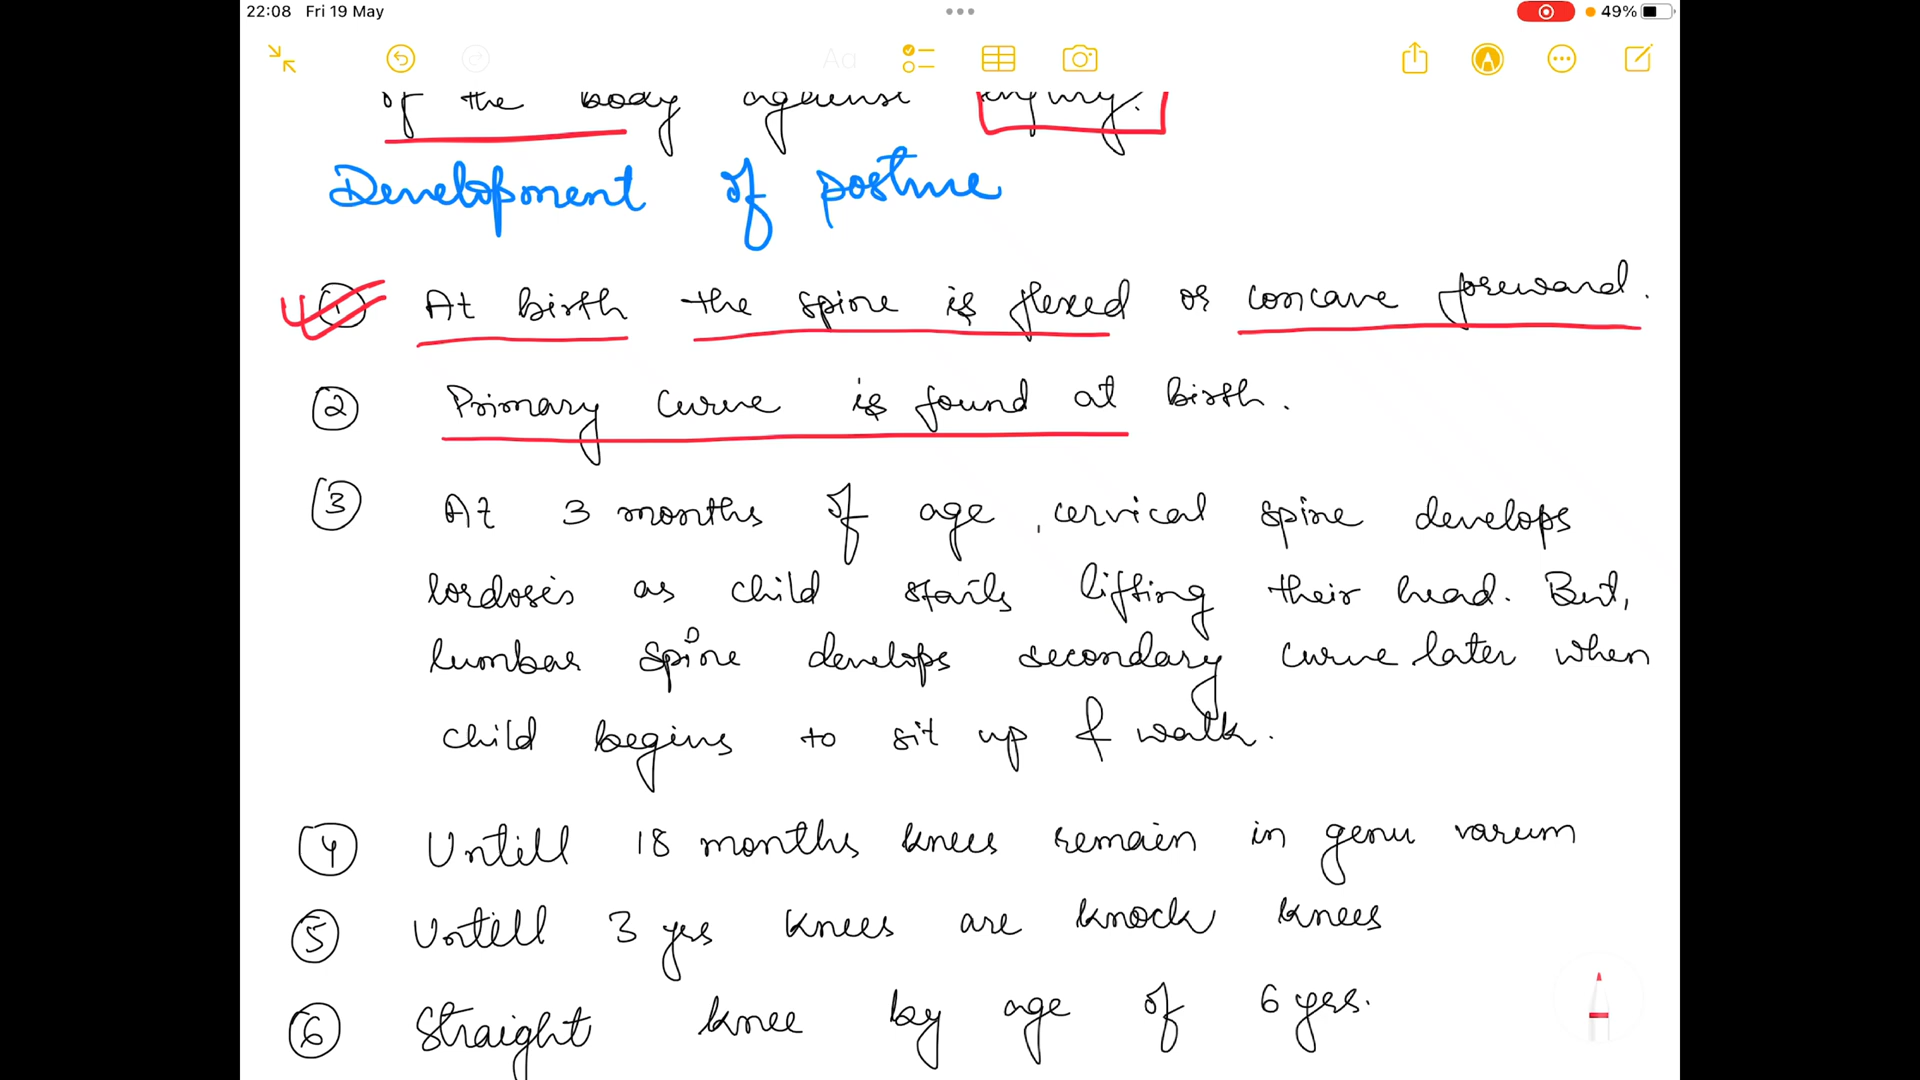 22:08 Fri 19 May
49%
Aa
of the body against injury.
Development of posture
① At birth the spine is flexed or concave foreward.
② Primary curve is found at birth.
③ At 3 months of age, cervical spine develops
lordosis as child starts lifting their head. But,
lumbar spine develops secondary curve later when
child begins to sit up & walk.
④ Untill 18 months knees remain in genu varum
⑤ Untill 3 yrs knees are knock knees
⑥ Straight knee by age of 6 yrs.